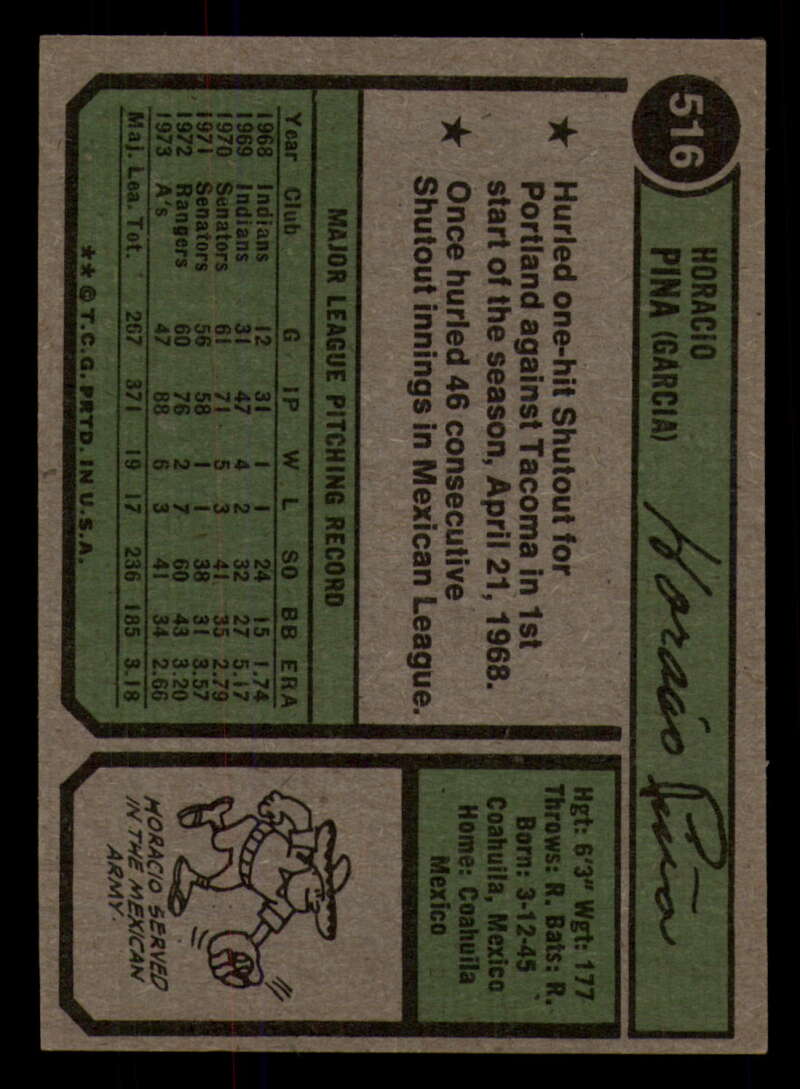 516
HORACIO
PINA (GARCIA)
Horacio Piña
★ Hurled one-hit Shutout for
Portland against Tacoma in 1st
start of the season, April 21, 1968.
★ Once hurled 46 consecutive
Shutout innings in Mexican League.
MAJOR LEAGUE PITCHING RECORD
Year Club G IP W L SO BB ERA
1968 Indians 12 31 1 1 24 15 1.74
1969 Indians 31 47 4 2 32 27 5.17
1970 Senators 61 71 5 3 41 35 2.79
1971 Senators 56 58 1 1 38 31 3.57
1972 Rangers 60 76 2 7 60 43 3.20
1973 A's 47 88 6 3 41 34 2.66
Maj. Lea. Tot. 267 371 19 17 236 185 3.18
** © T.C.G. PRTD. IN U.S.A.
Hgt: 6'3" Wgt: 177
Throws: R. Bats: R.
Born: 3-12-45
Coahuila, Mexico
Home: Coahuila
Mexico
HORACIO SERVED
IN THE MEXICAN
ARMY.